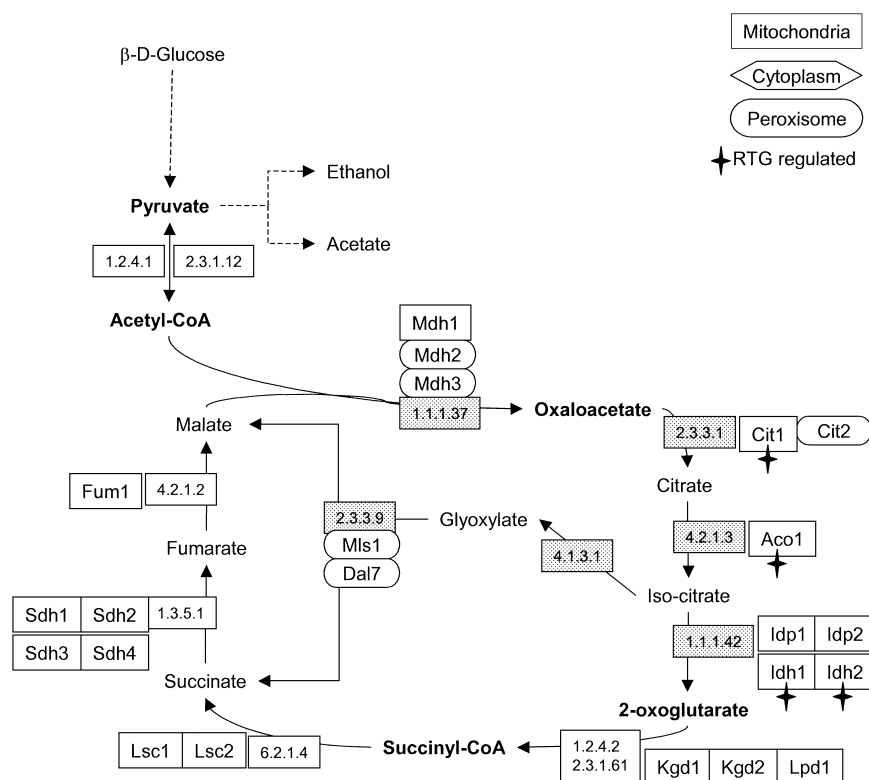 Mitochondria
β-D-Glucose
Cytoplasm
Peroxisome
RTG regulated
Ethanol
Pyruvate
Acetate
1.2.4.1
2.3.1.12
Acetyl-CoA
Mdh1
Mdh2
Mdh3
1.1.1.37
Oxaloacetate
Malate
2.3.3.1
Cit1
Cit2
Citrate
Fum1
4.2.1.2
2.3.3.9
Glyoxylate
4.2.1.3
Aco1
Fumarate
Mls1
4.1.3.1
Dal7
Iso-citrate
Sdh1
Sdh2
1.3.5.1
Sdh3
Sdh4
1.1.1.42
Idp1
Idp2
Idh1
Idh2
Succinate
2-oxoglutarate
Lsc1
Lsc2
6.2.1.4
Succinyl-CoA
1.2.4.2
2.3.1.61
Kgd1
Kgd2
Lpd1